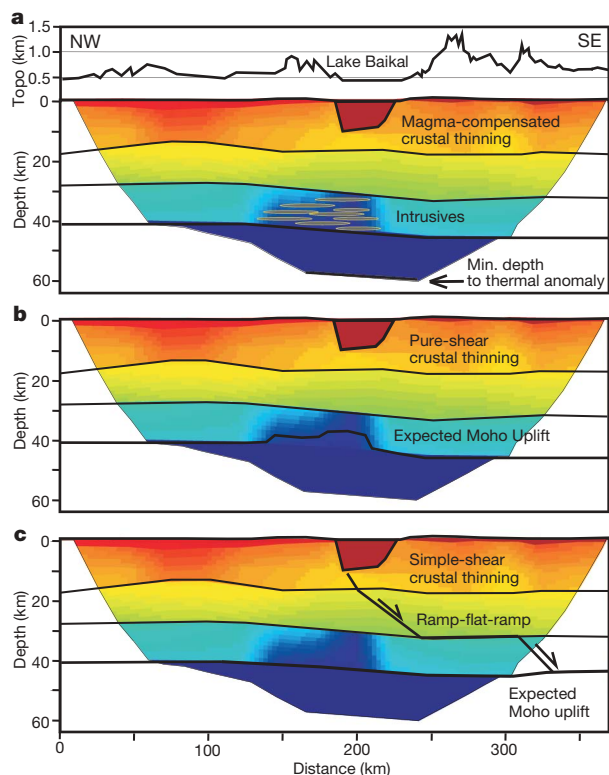 a
1.5
1.0
0.5
Topo (km)
NW
SE
Lake Baikal
0
20
40
60
Depth (km)
Magma-compensated
crustal thinning
Intrusives
Min. depth
to thermal anomaly
b
0
20
40
60
Depth (km)
Pure-shear
crustal thinning
Expected Moho Uplift
c
0
20
40
60
Depth (km)
Simple-shear
crustal thinning
Ramp-flat-ramp
Expected
Moho uplift
0
100
200
300
Distance (km)